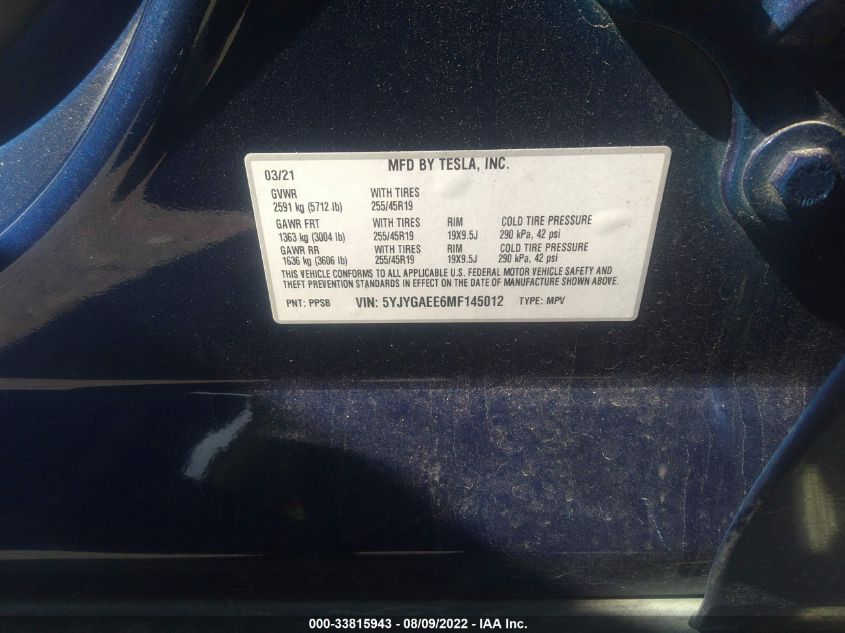 MFD BY TESLA, INC.
03/21
GVWR WITH TIRES
2591 kg (5712 lb) 255/45R19
GAWR FRT WITH TIRES RIM COLD TIRE PRESSURE
1363 kg (3004 lb) 255/45R19 19X9.5J 290 kPa, 42 psi
GAWR RR WITH TIRES RIM COLD TIRE PRESSURE
1636 kg (3606 lb) 255/45R19 19X9.5J 290 kPa, 42 psi
THIS VEHICLE CONFORMS TO ALL APPLICABLE U.S. FEDERAL MOTOR VEHICLE SAFETY AND
THEFT PREVENTION STANDARDS IN EFFECT ON THE DATE OF MANUFACTURE SHOWN ABOVE.
PNT: PPSB VIN: 5YJYGAEE6MF145012 TYPE: MPV
000-33815943 - 08/09/2022 - IAA Inc.